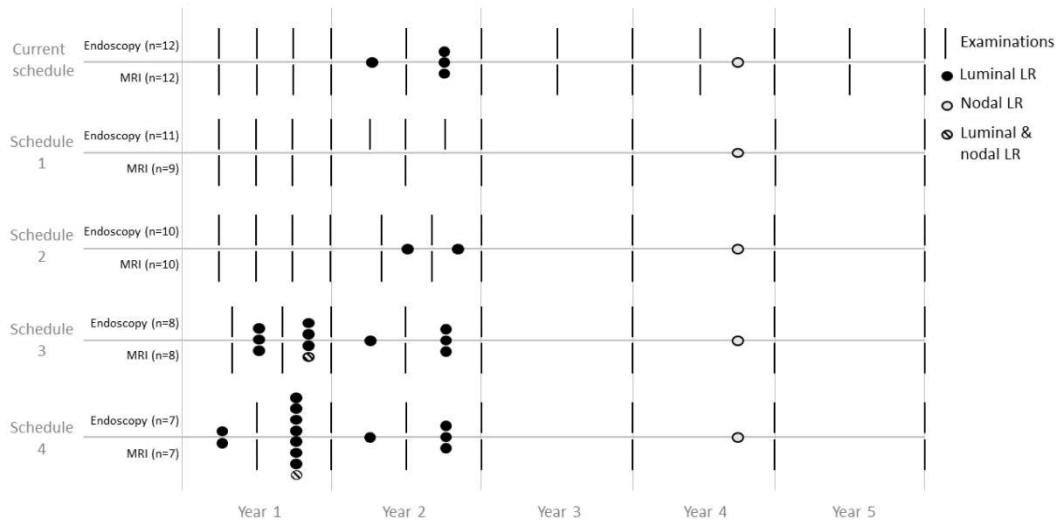 Current
schedule
Endoscopy (n=12)
MRI (n=12)
Examinations
Luminal LR
Nodal LR
Luminal &
nodal LR
Schedule
1
Endoscopy (n=11)
MRI (n=9)
Schedule
2
Endoscopy (n=10)
MRI (n=10)
Schedule
3
Endoscopy (n=8)
MRI (n=8)
Schedule
4
Endoscopy (n=7)
MRI (n=7)
Year 1 Year 2 Year 3 Year 4 Year 5